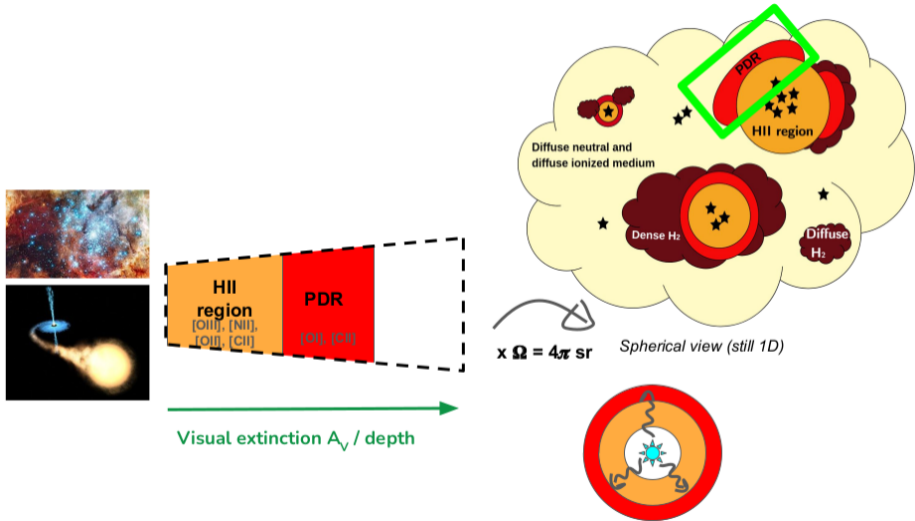 PDR
HII region
Diffuse neutral and
diffuse ionized medium
Dense H₂
Diffuse
H₂
HII
region
[OIII], [NII],
[OII], [CII]
PDR
[OI], [CII]
x Ω = 4π sr
Spherical view (still 1D)
Visual extinction Aᵥ / depth